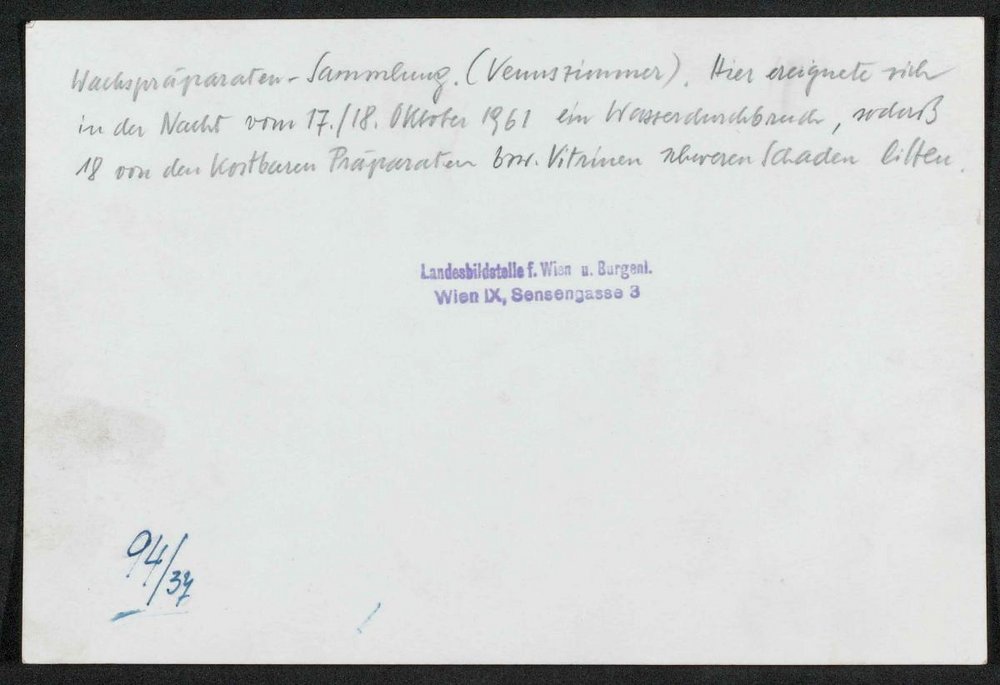 Wachspräparaten-Sammlung. (Venuszimmer). Hier ereignete sich
in der Nacht vom 17./18. Oktober 1961 ein Wasserdurchbruch, sodaß
18 von den kostbaren Präparaten bzw. Vitrinen schweren Schaden litten.
Landesbildstelle f. Wien u. Burgenl.
Wien IX, Sensengasse 3
94/37